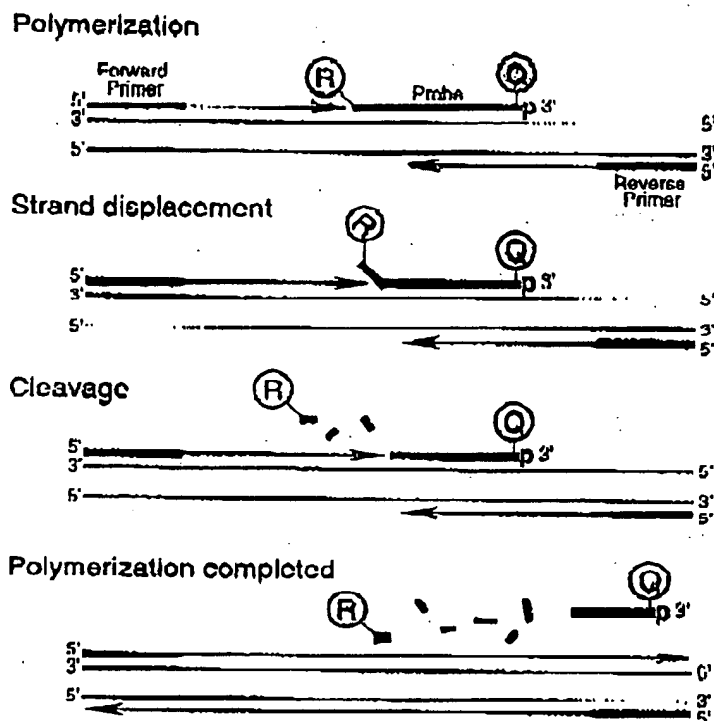 Polymerization
Forward
Primer
R
Probe
Q
5'
p 3'
3'
5'
5'
3'
5'
Reverse
Primer
Strand displacement
R
Q
5'
p 3'
3'
5'
5'
3'
5'
Cleavage
R
Q
5'
p 3'
3'
5'
5'
3'
5'
Polymerization completed
R
Q
p 3'
5'
3'
5'
3'
5'